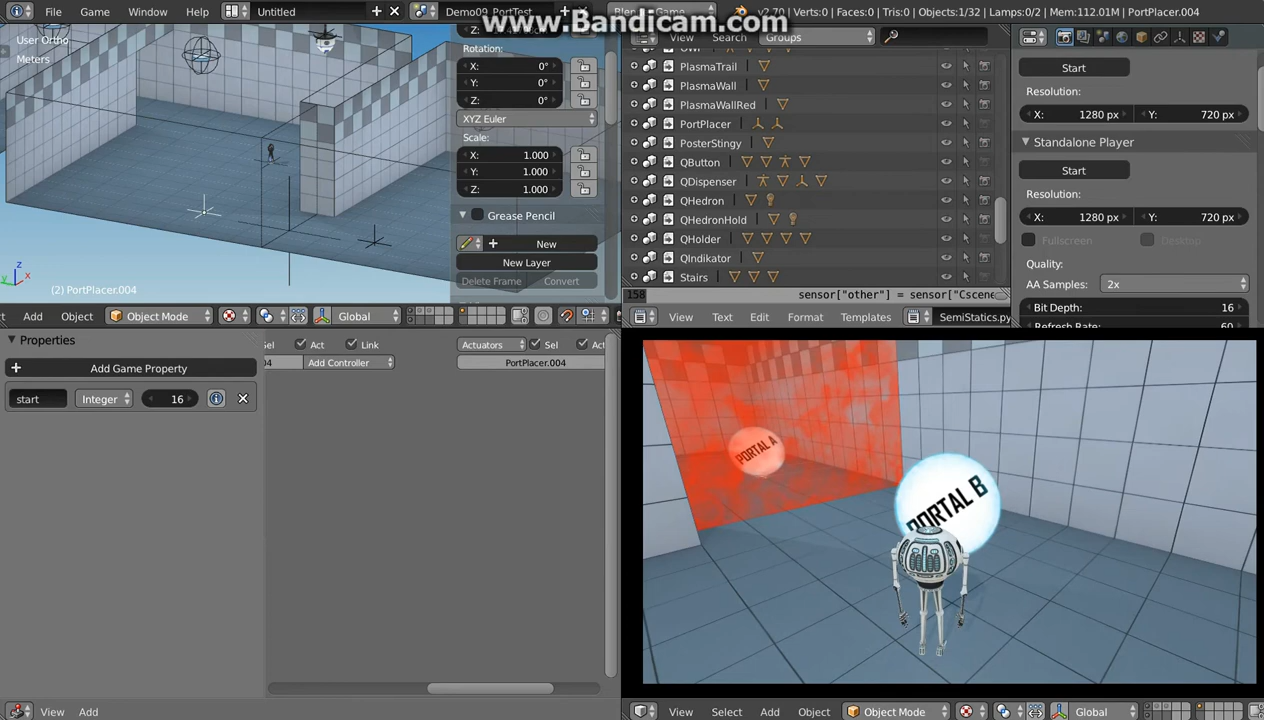 www.Bandicam.com
File Game Window Help Untitled Demo09_PortTest v2.70 | Verts:0 | Faces:0 | Tris:0 | Objects:1/32 | Lamps:0/2 | Mem:112.01M | PortPlacer.004
User Ortho
Meters
(2) PortPlacer.004
Add Object Object Mode Global
Rotation:
X: 0°
Y: 0°
Z: 0°
XYZ Euler
Scale:
X: 1.000
Y: 1.000
Z: 1.000
Grease Pencil
New
New Layer
Delete Frame Convert
View Search Groups
PlasmaTrail
PlasmaWall
PlasmaWallRed
PortPlacer
PosterStingy
QButton
QDispenser
QHedron
QHedronHold
QHolder
QIndikator
Stairs
158 sensor["other"] = sensor["Cscene
View Text Edit Format Templates SemiStatics.py
Start
Resolution:
X: 1280 px Y: 720 px
Standalone Player
Start
Resolution:
X: 1280 px Y: 720 px
Fullscreen Desktop
Quality:
AA Samples: 2x
Bit Depth: 16
Refresh Rate: 60
Properties
Add Game Property
start Integer 16
Sel Act Link
04 Add Controller
Actuators Sel Act
PortPlacer.004
View Add
PORTAL A
PORTAL B
View Select Add Object Object Mode Global